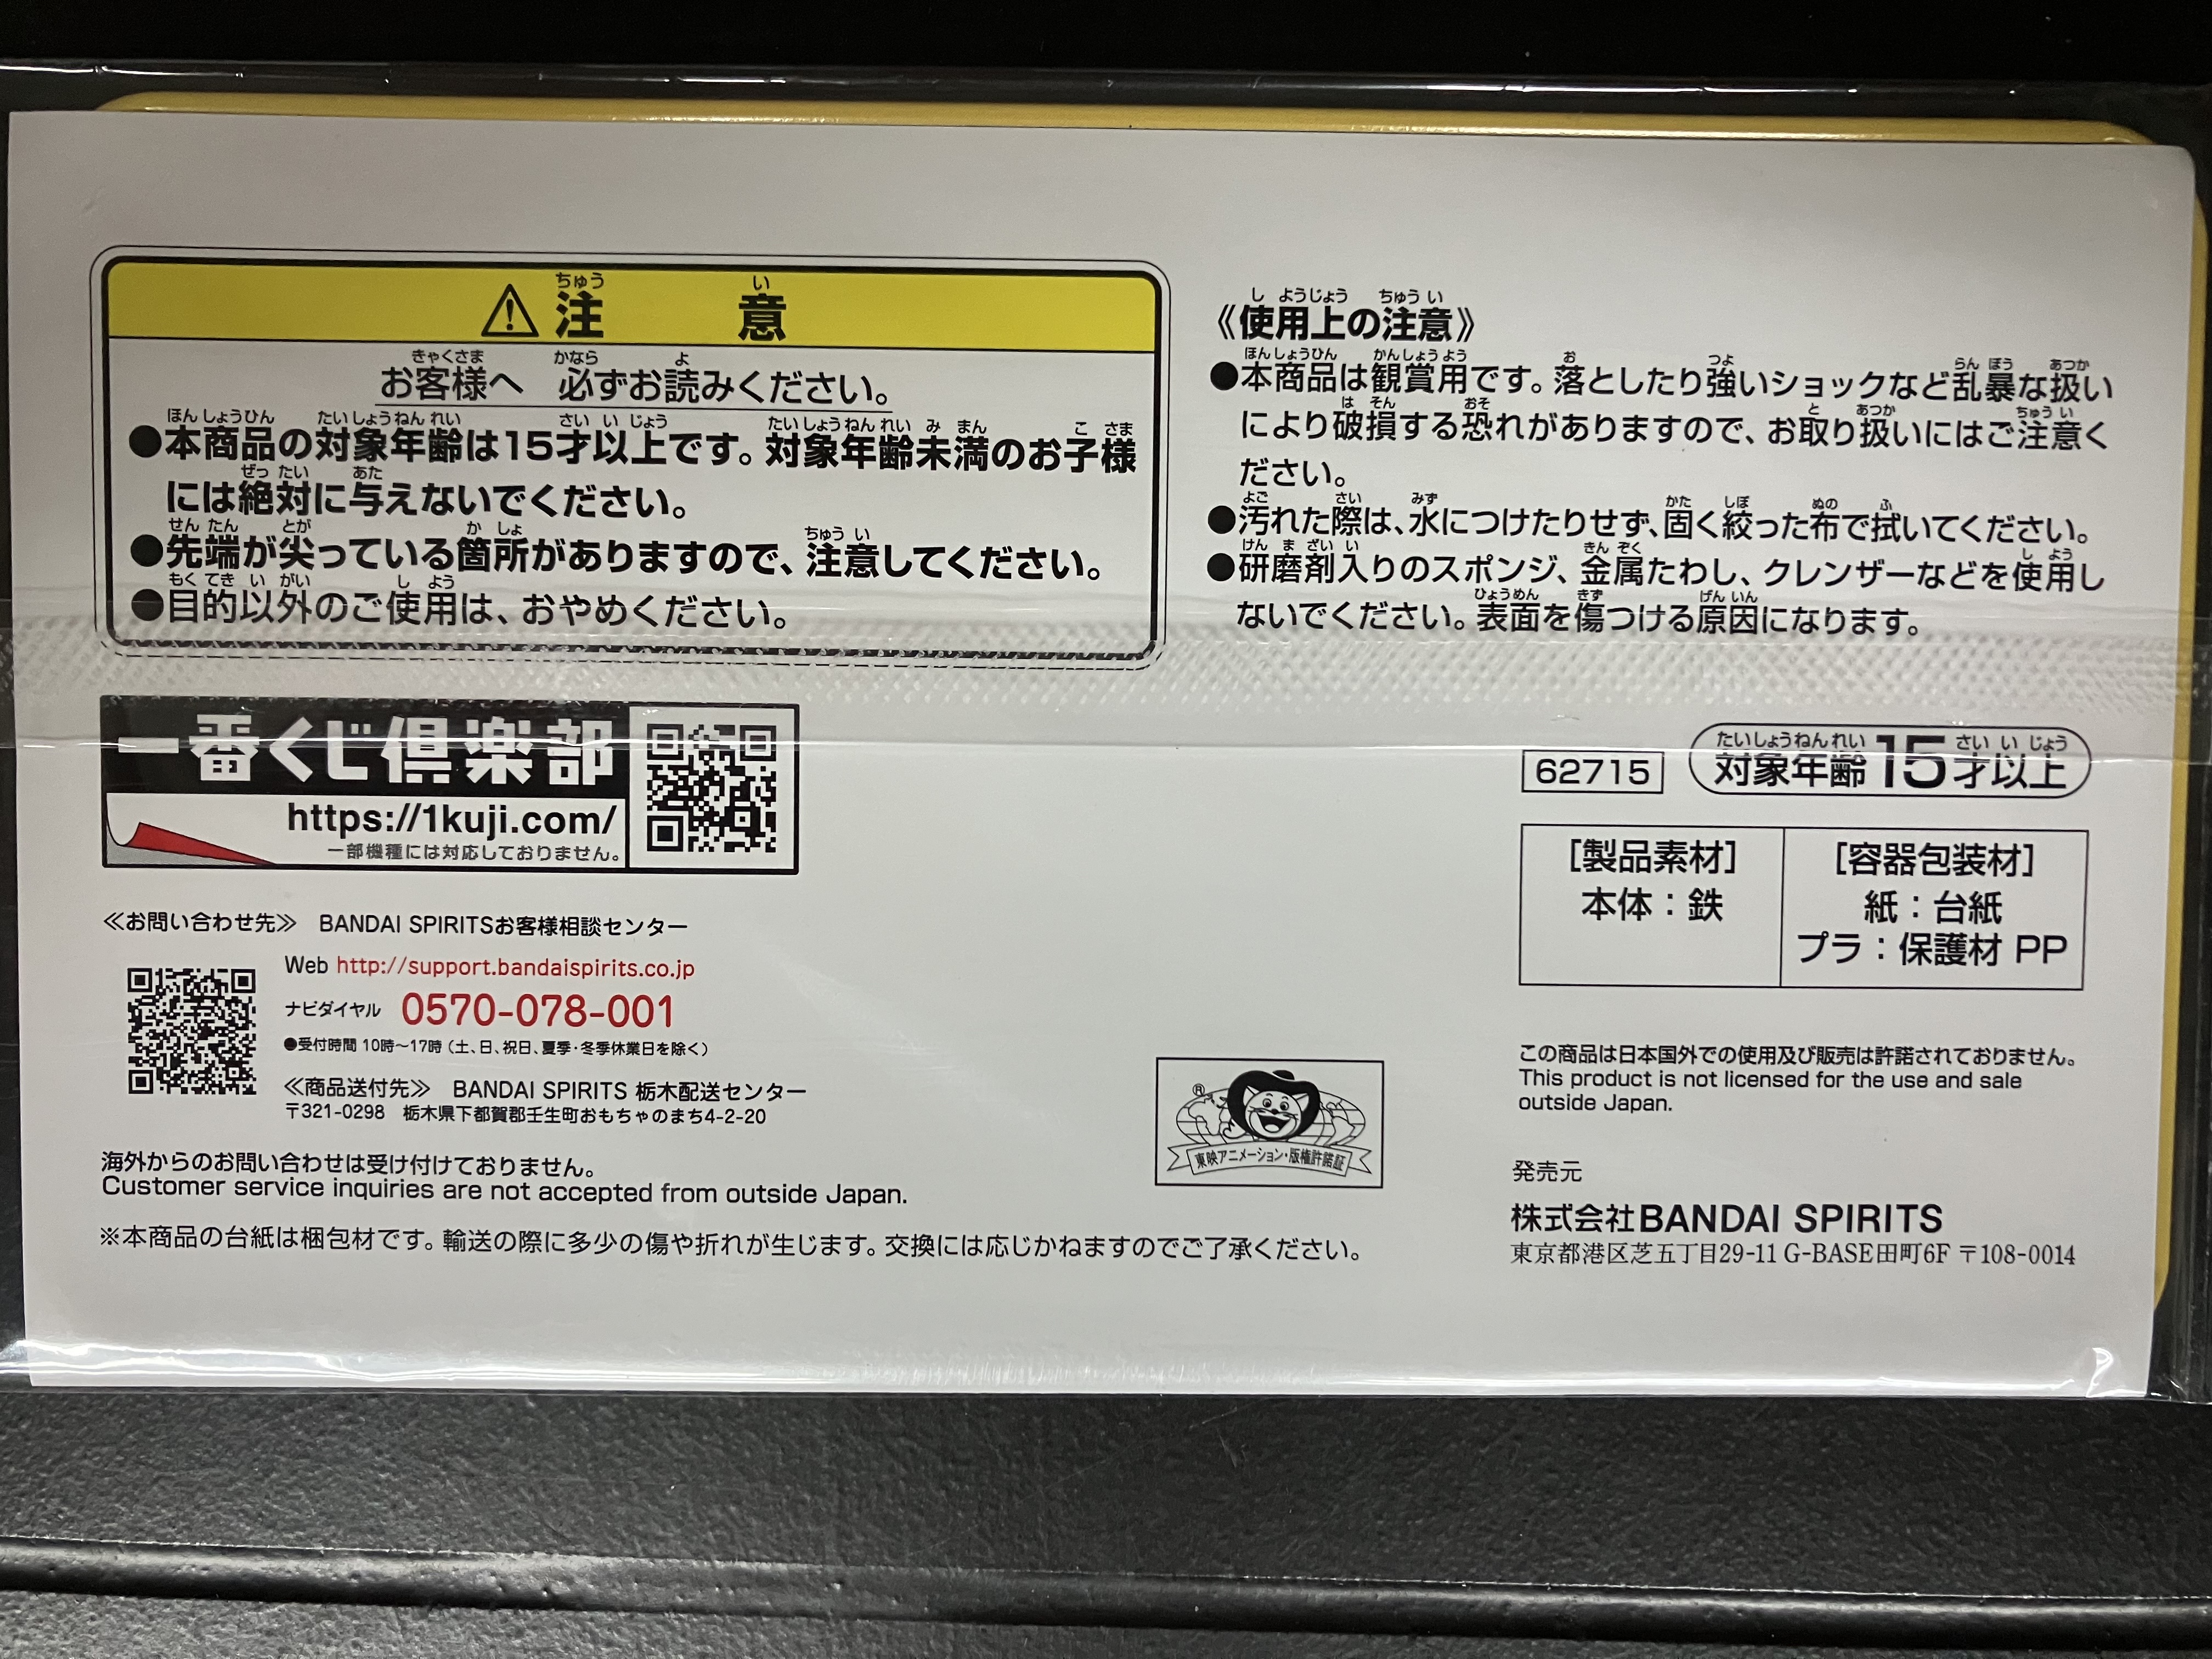 ⚠注意
お客様へ 必ずお読みください。
●本商品の対象年齢は15才以上です。対象年齢未満のお子様
には絶対に与えないでください。
●先端が尖っている箇所がありますので、注意してください。
●目的以外のご使用は、おやめください。
《使用上の注意》
●本商品は観賞用です。落としたり強いショックなど乱暴な扱い
により破損する恐れがありますので、お取り扱いにはご注意く
ださい。
●汚れた際は、水につけたりせず、固く絞った布で拭いてください。
●研磨剤入りのスポンジ、金属たわし、クレンザーなどを使用し
ないでください。表面を傷つける原因になります。
一番くじ倶楽部
https://1kuji.com/
一部機種には対応しておりません。
≪お問い合わせ先≫ BANDAI SPIRITSお客様相談センター
Web http://support.bandaispirits.co.jp
ナビダイヤル 0570-078-001
●受付時間 10時〜17時（土、日、祝日、夏季・冬季休業日を除く）
≪商品送付先≫ BANDAI SPIRITS 栃木配送センター
〒321-0298 栃木県下都賀郡壬生町おもちゃのまち4-2-20
海外からのお問い合わせは受け付けておりません。
Customer service inquiries are not accepted from outside Japan.
※本商品の台紙は梱包材です。輸送の際に多少の傷や折れが生じます。交換には応じかねますのでご了承ください。
®
東映アニメーション・版権許諾証
62715
対象年齢15才以上
[製品素材]
本体：鉄
[容器包装材]
紙：台紙
プラ：保護材 PP
この商品は日本国外での使用及び販売は許諾されておりません。
This product is not licensed for the use and sale
outside Japan.
発売元
株式会社BANDAI SPIRITS
東京都港区芝五丁目29-11 G-BASE田町6F 〒108-0014